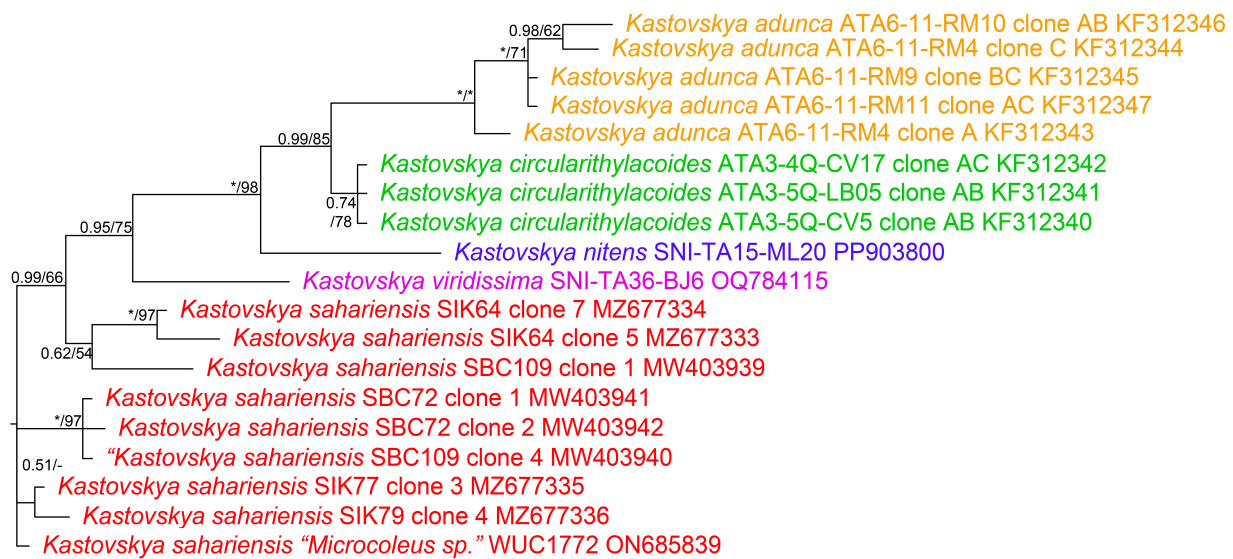 0.98/62 Kastovskya adunca ATA6-11-RM10 clone AB KF312346
*/71 Kastovskya adunca ATA6-11-RM4 clone C KF312344
Kastovskya adunca ATA6-11-RM9 clone BC KF312345
*/* Kastovskya adunca ATA6-11-RM11 clone AC KF312347
Kastovskya adunca ATA6-11-RM4 clone A KF312343
0.99/85
Kastovskya circularithylacoides ATA3-4Q-CV17 clone AC KF312342
*/98 Kastovskya circularithylacoides ATA3-5Q-LB05 clone AB KF312341
0.74
/78 Kastovskya circularithylacoides ATA3-5Q-CV5 clone AB KF312340
0.95/75
Kastovskya nitens SNI-TA15-ML20 PP903800
0.99/66 Kastovskya viridissima SNI-TA36-BJ6 OQ784115
Kastovskya sahariensis SIK64 clone 7 MZ677334
*/97
Kastovskya sahariensis SIK64 clone 5 MZ677333
0.62/54
Kastovskya sahariensis SBC109 clone 1 MW403939
Kastovskya sahariensis SBC72 clone 1 MW403941
*/97
Kastovskya sahariensis SBC72 clone 2 MW403942
“Kastovskya sahariensis SBC109 clone 4 MW403940
0.51/-
Kastovskya sahariensis SIK77 clone 3 MZ677335
Kastovskya sahariensis SIK79 clone 4 MZ677336
Kastovskya sahariensis “Microcoleus sp.” WUC1772 ON685839